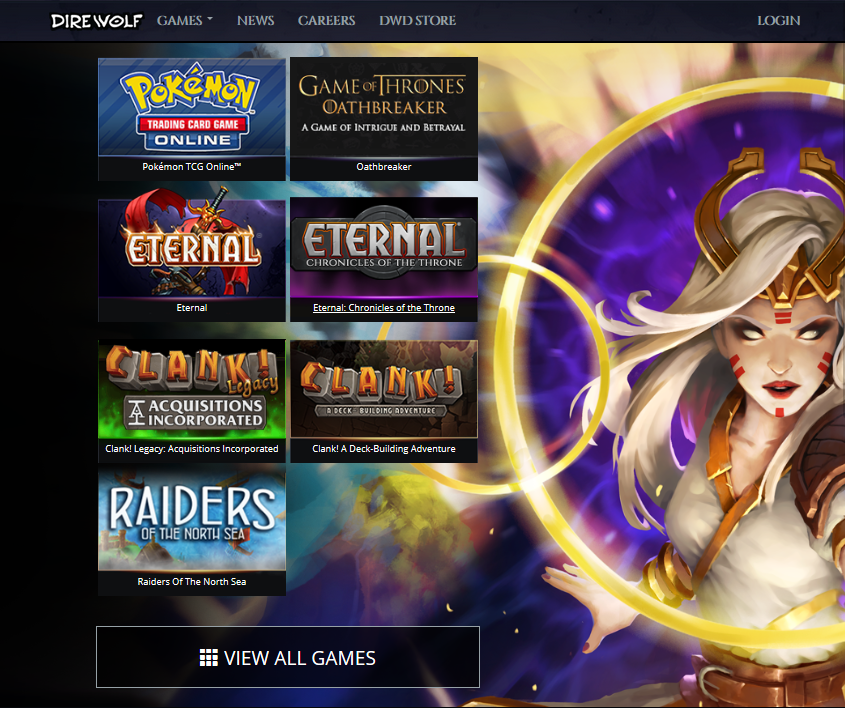 DIRE WOLF GAMES NEWS CAREERS DWD STORE LOGIN
POKéMON
TRADING CARD GAME
ONLINE
Pokémon TCG Online™
GAME OF THRONES
OATHBREAKER
A GAME OF INTRIGUE AND BETRAYAL
Oathbreaker
ETERNAL
Eternal
ETERNAL
CHRONICLES OF THE THRONE
Eternal: Chronicles of the Throne
CLANK!
Legacy
ACQUISITIONS
INCORPORATED
Clank! Legacy: Acquisitions Incorporated
CLANK!
A DECK-BUILDING ADVENTURE
Clank! A Deck-Building Adventure
RAIDERS
OF THE NORTH SEA
Raiders Of The North Sea
VIEW ALL GAMES